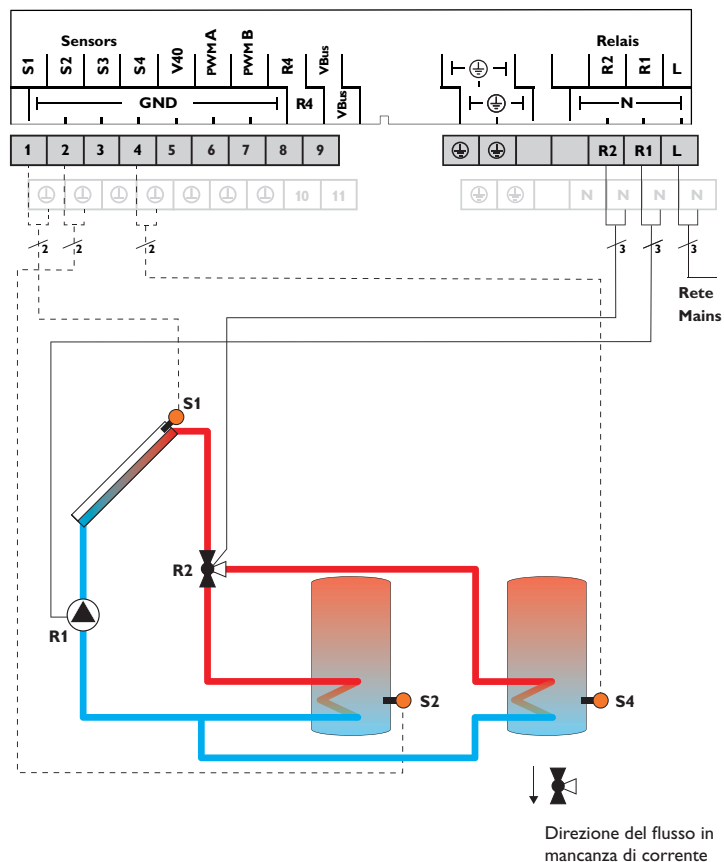 Sensors
Relais
S1 S2 S3 S4 V40 PWMA PWMB R4 VBus R2 R1 L
GND R4 VBus N
1 2 3 4 5 6 7 8 9 R2 R1 L
10 11 N N N N
2 2 2 3 3 3
Rete
Mains
S1
R2
R1
S2 S4
Direzione del flusso in
mancanza di corrente